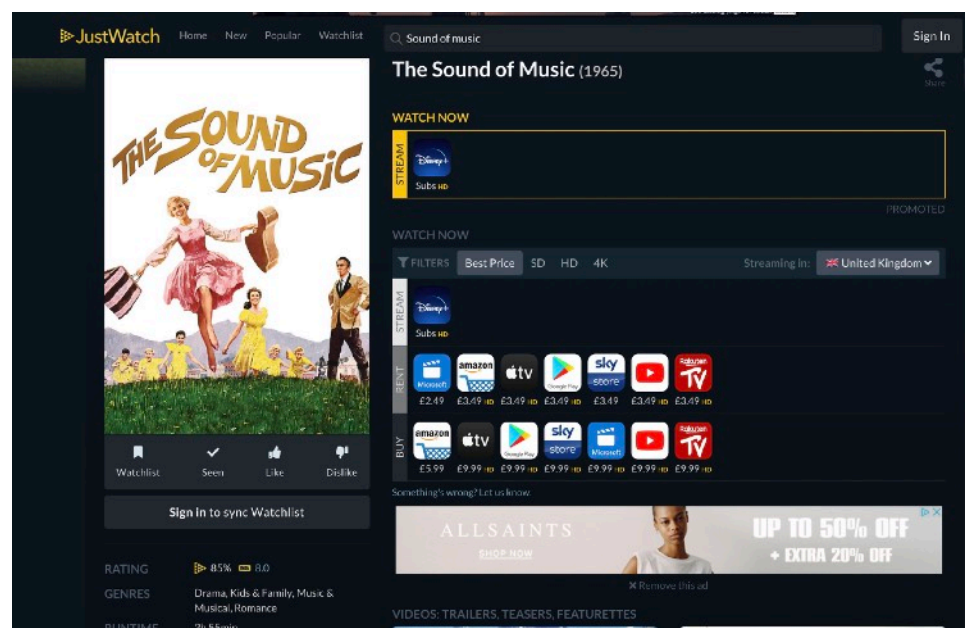 JustWatch Home New Popular Watchlist Sound of music Sign In
THE SOUND
OF MUSIC
Watchlist Seen Like Dislike
Sign in to sync Watchlist
RATING 85% 8.0
GENRES Drama, Kids & Family, Music &
Musical, Romance
RUNTIME 2h 55min
The Sound of Music (1965)
Share
WATCH NOW
STREAM
Disney+
Subs HD
PROMOTED
WATCH NOW
FILTERS Best Price SD HD 4K Streaming in: United Kingdom
STREAM
Disney+
Subs HD
RENT
Microsoft amazon tv Google Play sky store Rakuten TV
£2.49 £3.49 HD £3.49 HD £3.49 HD £3.49 £3.49 HD £3.49 HD
BUY
amazon tv Google Play sky store Microsoft Rakuten TV
£5.99 £9.99 HD £9.99 HD £9.99 HD £9.99 HD £9.99 HD £9.99 HD
Something's wrong? Let us know.
ALLSAINTS
SHOP NOW
UP TO 50% OFF
+ EXTRA 20% OFF
Remove this ad
VIDEOS: TRAILERS, TEASERS, FEATURETTES